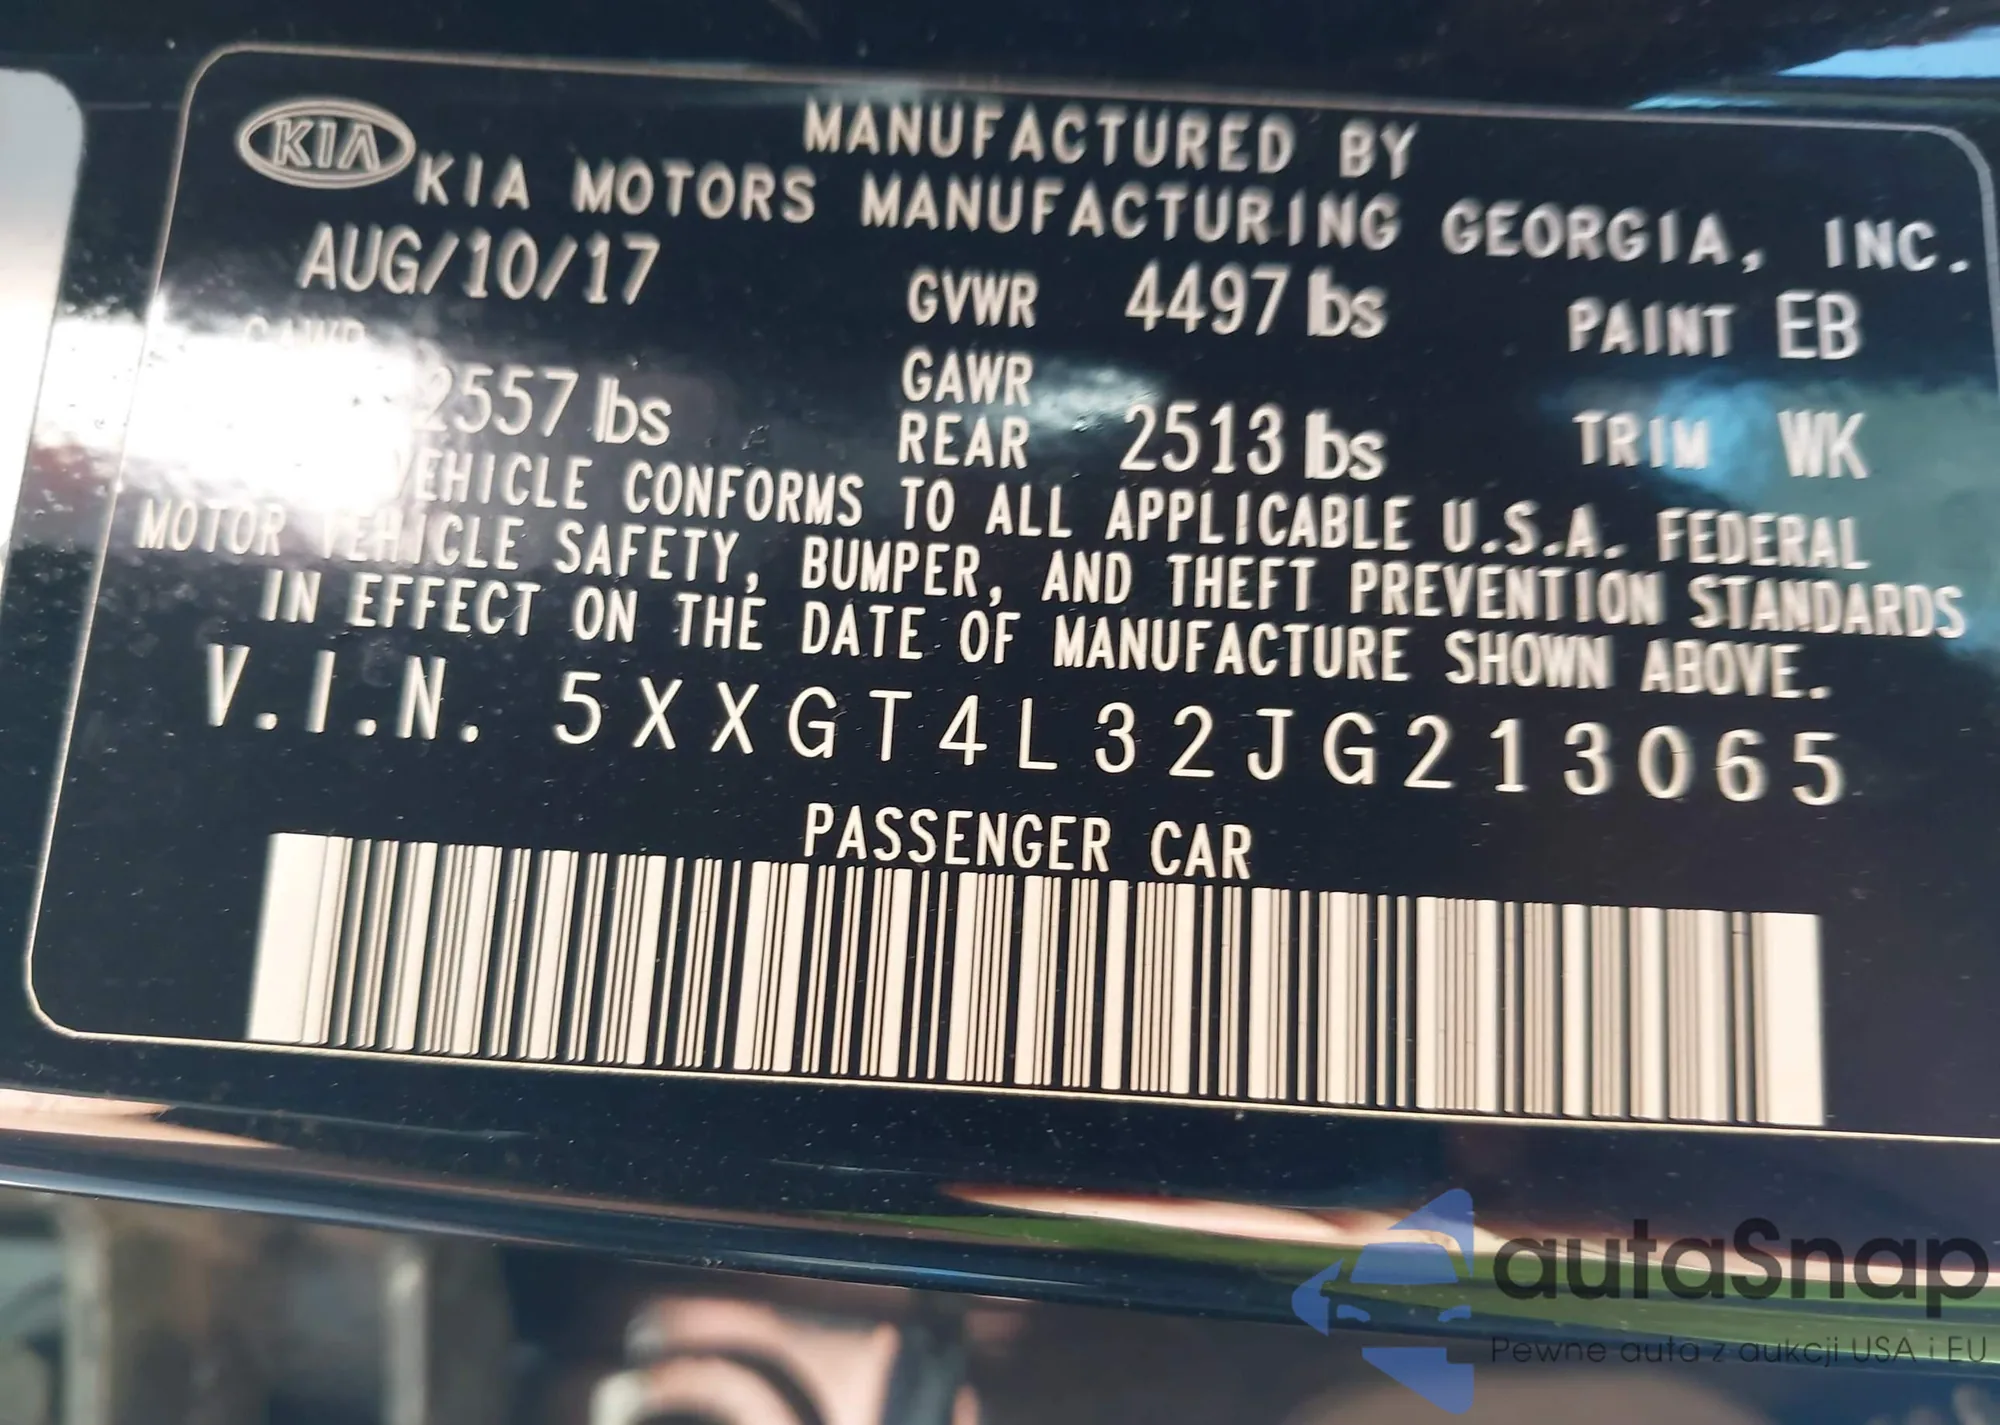 KIA
MANUFACTURED BY
KIA MOTORS MANUFACTURING GEORGIA, INC.
AUG/10/17 GVWR 4497 lbs PAINT EB
GAWR GAWR
2557 lbs REAR 2513 lbs TRIM WK
VEHICLE CONFORMS TO ALL APPLICABLE U.S.A. FEDERAL
MOTOR VEHICLE SAFETY, BUMPER, AND THEFT PREVENTION STANDARDS
IN EFFECT ON THE DATE OF MANUFACTURE SHOWN ABOVE.
V.I.N. 5XXGT4L32JG213065
PASSENGER CAR
autaSnap
Pewne auta z aukcji USA i EU